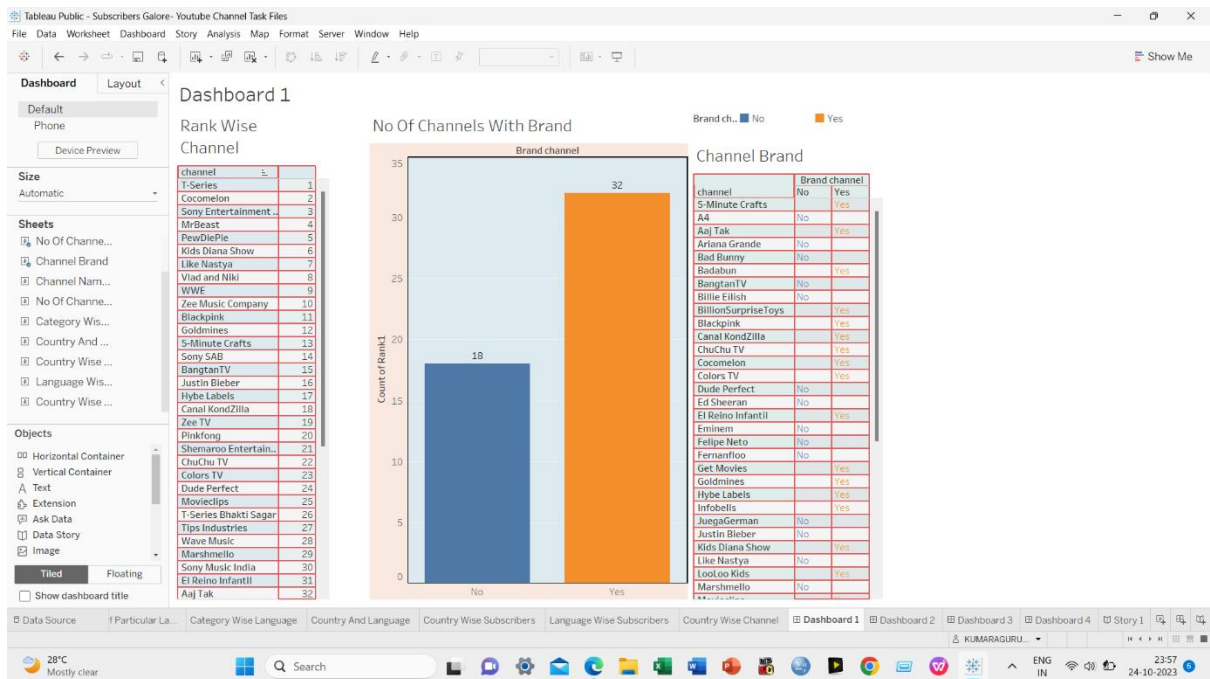 Tableau Public - Subscribers Galore- Youtube Channel Task Files
File Data Worksheet Dashboard Story Analysis Map Format Server Window Help
Show Me
Dashboard Layout
Default
Phone
Device Preview
Size
Automatic
Sheets
No Of Channe...
Channel Brand
Channel Nam...
No Of Channe...
Category Wis...
Country And ...
Country Wise ...
Language Wis...
Country Wise ...
Objects
Horizontal Container
Vertical Container
Text
Extension
Ask Data
Data Story
Image
Tiled Floating
Show dashboard title
Dashboard 1
Rank Wise
Channel
channel
T-Series 1
Cocomelon 2
Sony Entertainment .. 3
MrBeast 4
PewDiePie 5
Kids Diana Show 6
Like Nastya 7
Vlad and Niki 8
WWE 9
Zee Music Company 10
Blackpink 11
Goldmines 12
5-Minute Crafts 13
Sony SAB 14
BangtanTV 15
Justin Bieber 16
Hybe Labels 17
Canal KondZilla 18
Zee TV 19
Pinkfong 20
Shemaroo Entertain.. 21
ChuChu TV 22
Colors TV 23
Dude Perfect 24
Movieclips 25
T-Series Bhakti Sagar 26
Tips Industries 27
Wave Music 28
Marshmello 29
Sony Music India 30
El Reino Infantil 31
Aaj Tak 32
No Of Channels With Brand
Brand channel
35
30
25
20
15
10
5
0
Count of Rank1
18
32
No Yes
Brand ch.. No Yes
Channel Brand
Brand channel
channel No Yes
5-Minute Crafts Yes
A4 No
Aaj Tak Yes
Ariana Grande No
Bad Bunny No
Badabun Yes
BangtanTV No
Billie Eilish No
BillionSurpriseToys Yes
Blackpink Yes
Canal KondZilla Yes
ChuChu TV Yes
Cocomelon Yes
Colors TV Yes
Dude Perfect No
Ed Sheeran No
El Reino Infantil Yes
Eminem No
Felipe Neto No
Fernanfloo No
Get Movies Yes
Goldmines Yes
Hybe Labels Yes
Infobells Yes
JuegaGerman No
Justin Bieber No
Kids Diana Show Yes
Like Nastya No
LooLoo Kids Yes
Marshmello No
Data Source f Particular La... Category Wise Language Country And Language Country Wise Subscribers Language Wise Subscribers Country Wise Channel Dashboard 1 Dashboard 2 Dashboard 3 Dashboard 4 Story 1
KUMARAGURU...
28°C
Mostly clear
Search
ENG
IN
23:57
24-10-2023
6